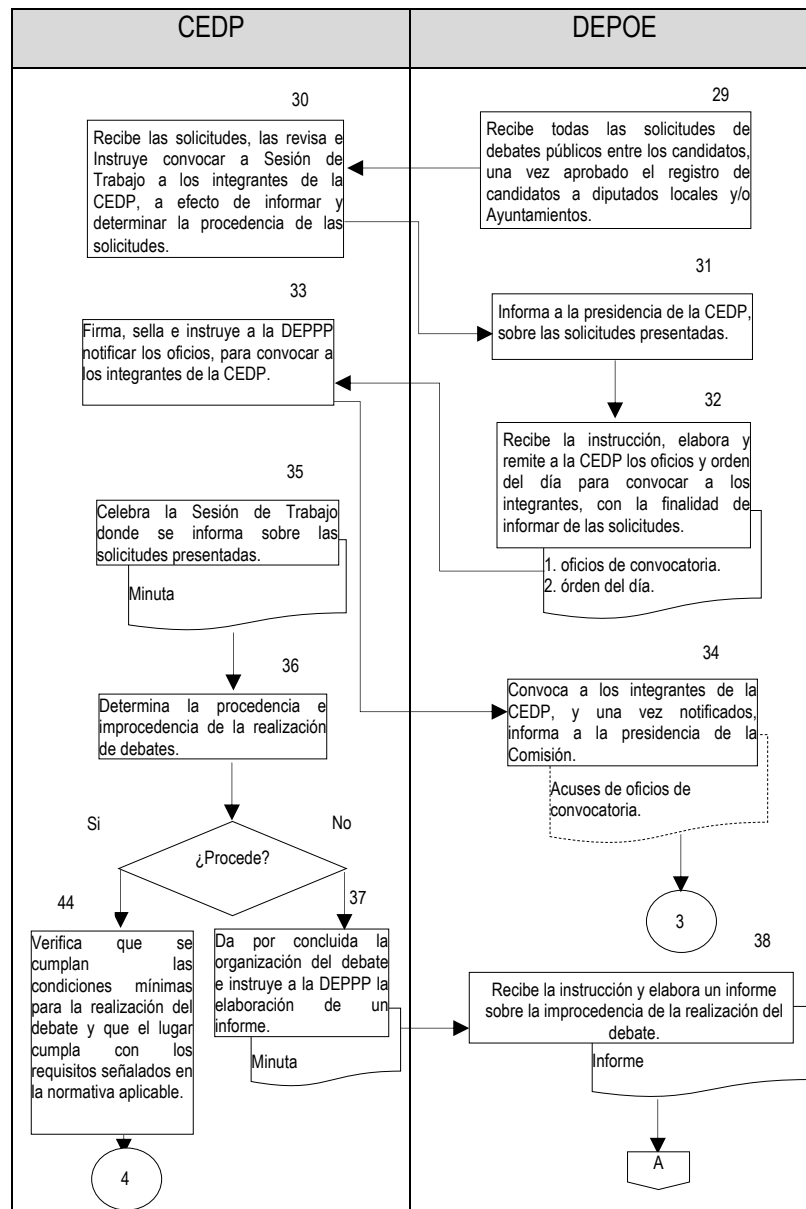 CEDP
DEPOE
29
Recibe todas las solicitudes de
debates públicos entre los candidatos,
una vez aprobado el registro de
candidatos a diputados locales y/o
Ayuntamientos.
30
Recibe las solicitudes, las revisa e
Instruye convocar a Sesión de
Trabajo a los integrantes de la
CEDP, a efecto de informar y
determinar la procedencia de las
solicitudes.
31
Informa a la presidencia de la CEDP,
sobre las solicitudes presentadas.
32
Recibe la instrucción, elabora y
remite a la CEDP los oficios y orden
del día para convocar a los
integrantes, con la finalidad de
informar de las solicitudes.
1. oficios de convocatoria.
2. órden del día.
33
Firma, sella e instruye a la DEPPP
notificar los oficios, para convocar a
los integrantes de la CEDP.
34
Convoca a los integrantes de la
CEDP, y una vez notificados,
informa a la presidencia de la
Comisión.
Acuses de oficios de
convocatoria.
3
35
Celebra la Sesión de Trabajo
donde se informa sobre las
solicitudes presentadas.
Minuta
36
Determina la procedencia e
improcedencia de la realización
de debates.
Si
No
¿Procede?
44
Verifica que se
cumplan las
condiciones mínimas
para la realización del
debate y que el lugar
cumpla con los
requisitos señalados en
la normativa aplicable.
4
37
Da por concluida la
organización del debate
e instruye a la DEPPP la
elaboración de un
informe.
Minuta
38
Recibe la instrucción y elabora un informe
sobre la improcedencia de la realización del
debate.
Informe
A